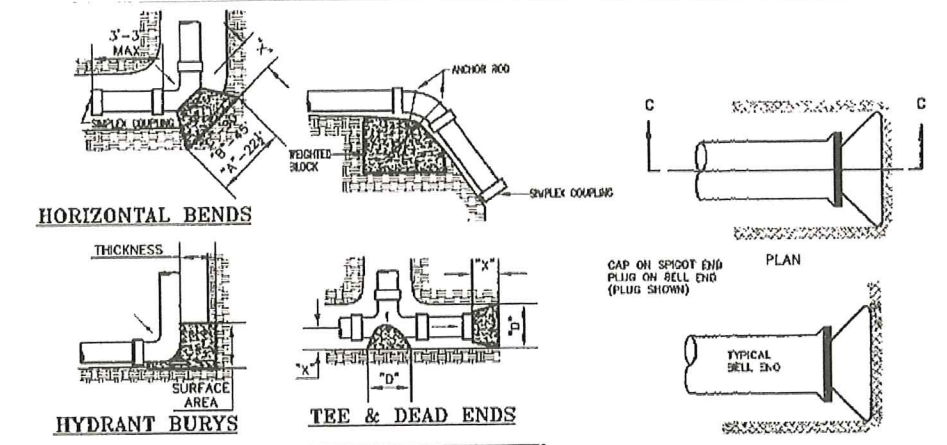 3'-3"
MAX
"X"
SIMPLEX COUPLING
"B"-45°
"A"-22½°
HORIZONTAL BENDS
ANCHOR ROD
WEIGHTED
BLOCK
SIMPLEX COUPLING
C C
CAP ON SPIGOT END
PLUG ON BELL END
(PLUG SHOWN)
PLAN
THICKNESS
SURFACE
AREA
HYDRANT BURYS
"X"
"D"
"X"
"D"
TEE & DEAD ENDS
TYPICAL
BELL END